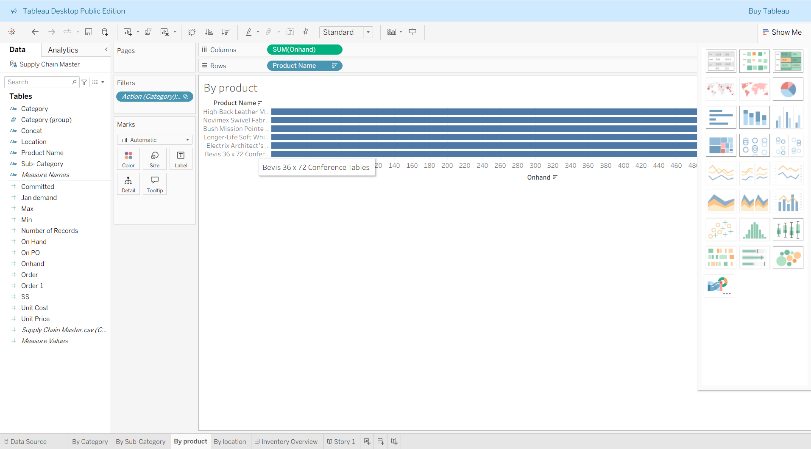 Tableau Desktop Public Edition
Buy Tableau
Standard
Show Me
Data
Analytics
Pages
Columns
SUM(Onhand)
Supply Chain Master
Rows
Product Name
Search
Filters
Action (Category)...
By product
Tables
Category
Category (group)
Concat
Location
Product Name
Sub-Category
Measure Names
Committed
Jan demand
Max
Min
Number of Records
On Hand
On PO
Onhand
Order
Order 1
SS
Unit Cost
Unit Price
Supply Chain Master.csv (C...
Measure Values
Marks
Automatic
Color
Size
Label
Detail
Tooltip
Product Name
High Back Leather M..
Novimex Swivel Fabr..
Bush Mission Pointe ..
Longer-Life Soft Whi..
Electrix Architect's ..
Bevis 36 x 72 Confer..
Bevis 36 x 72 Conference Tables
20 140 160 180 200 220 240 260 280 300 320 340 360 380 400 420 440 460 48
Onhand
Data Source
By Category
By Sub-Category
By product
By location
Inventory Overview
Story 1